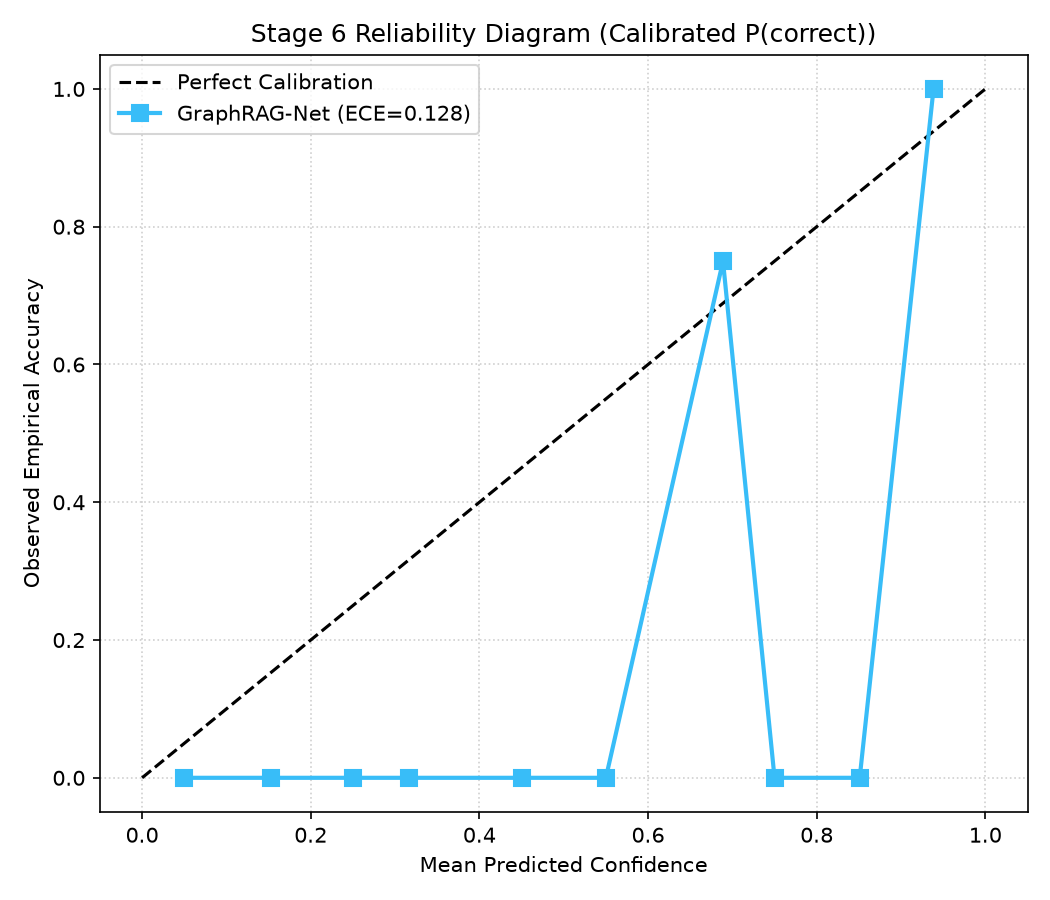 Stage 6 Reliability Diagram (Calibrated P(correct))
Perfect Calibration
GraphRAG-Net (ECE=0.128)
1.0
0.8
0.6
0.4
0.2
0.0
Observed Empirical Accuracy
0.0 0.2 0.4 0.6 0.8 1.0
Mean Predicted Confidence